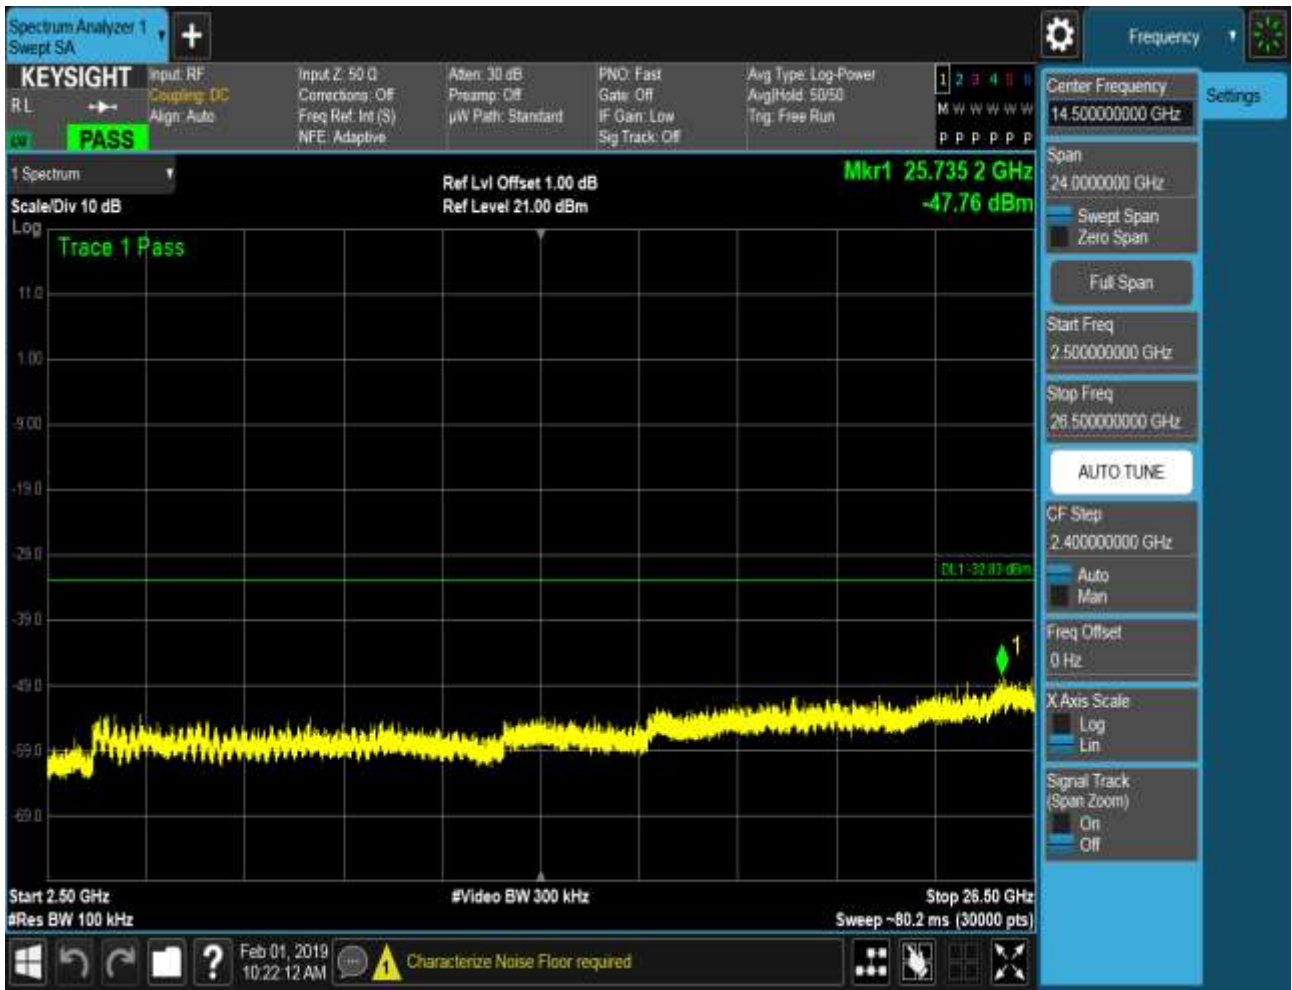 Spectrum Analyzer 1
Swept SA
+
Frequency
KEYSIGHT
R L
PASS
Input: RF
Coupling: DC
Align: Auto
Input Z: 50 Ω
Corrections: Off
Freq Ref: Int (S)
NFE: Adaptive
Atten: 30 dB
Preamp: Off
µW Path: Standard
PNO: Fast
Gate: Off
IF Gain: Low
Sig Track: Off
Avg Type: Log-Power
Avg|Hold: 50/50
Trig: Free Run
1 2 3 4 5 6
M W W W W W
P P P P P P
1 Spectrum
Scale/Div 10 dB
Log
Ref Lvl Offset 1.00 dB
Ref Level 21.00 dBm
Mkr1 25.735 2 GHz
-47.76 dBm
Trace 1 Pass
11.0
1.00
-9.00
-19.0
-29.0
DL1 -32.83 dBm
-39.0
1
-49.0
-59.0
-69.0
Start 2.50 GHz
#Res BW 100 kHz
#Video BW 300 kHz
Stop 26.50 GHz
Sweep ~80.2 ms (30000 pts)
Center Frequency
14.500000000 GHz
Settings
Span
24.0000000 GHz
Swept Span
Zero Span
Full Span
Start Freq
2.500000000 GHz
Stop Freq
26.500000000 GHz
AUTO TUNE
CF Step
2.400000000 GHz
Auto
Man
Freq Offset
0 Hz
X Axis Scale
Log
Lin
Signal Track
(Span Zoom)
On
Off
?
Feb 01, 2019
10:22:12 AM
1
Characterize Noise Floor required